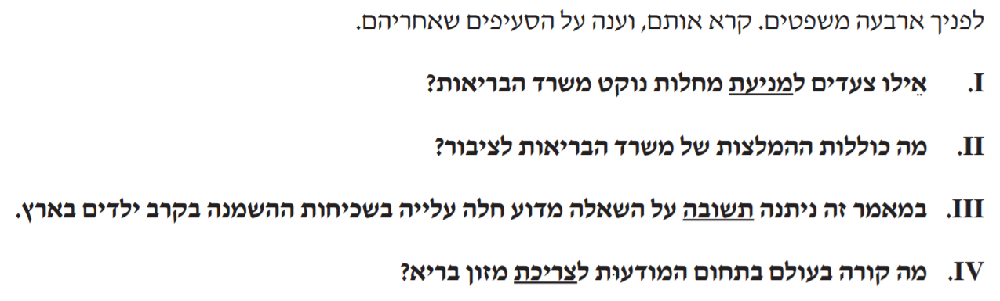 לפניך ארבעה משפטים. קרא אותם, וענה על הסעיפים שאחריהם.
I. אֵילו צעדים למניעת מחלות נוקט משרד הבריאות?
II. מה כוללות ההמלצות של משרד הבריאות לציבור?
III. במאמר זה ניתנה תשובה על השאלה מדוע חלה עלייה בשכיחות ההשמנה בקרב ילדים בארץ.
IV. מה קורה בעולם בתחום המודעוּת לצריכת מזון בריא?